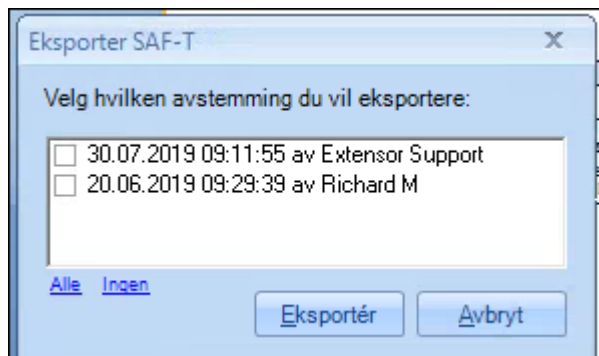 Eksporter SAF-T
Velg hvilken avstemming du vil eksportere:
30.07.2019 09:11:55 av Extensor Support
20.06.2019 09:29:39 av Richard M
Alle Ingen
Eksportér Avbryt